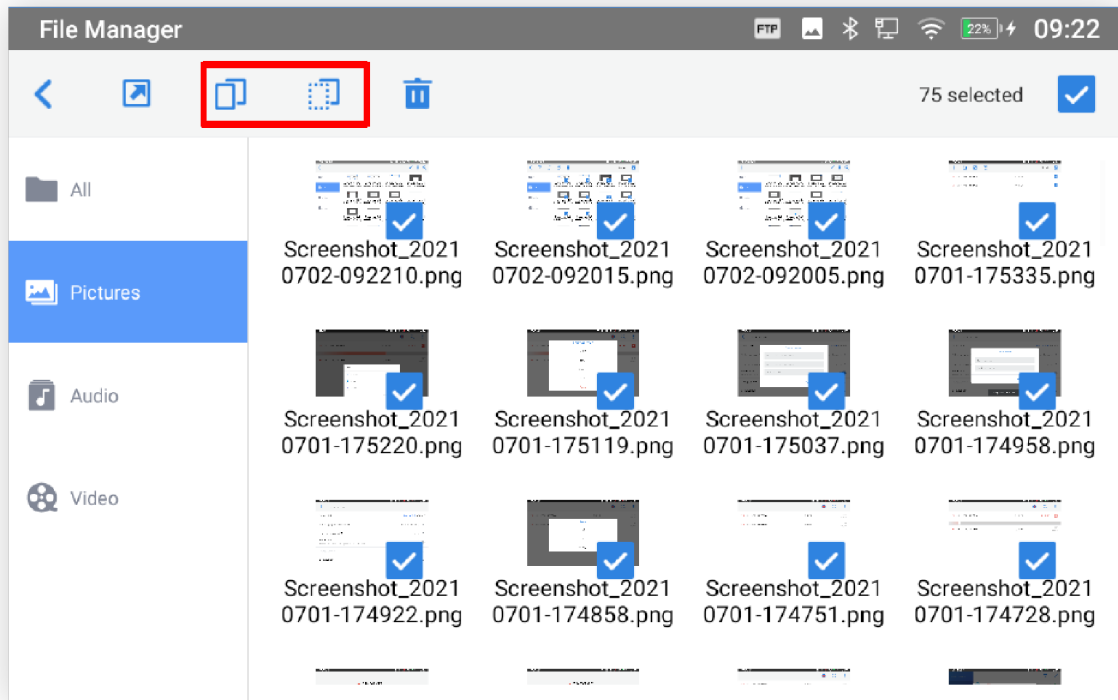 File Manager
FTP
22%
09:22
75 selected
All
Pictures
Audio
Video
Screenshot_2021
0702-092210.png
Screenshot_2021
0702-092015.png
Screenshot_2021
0702-092005.png
Screenshot_2021
0701-175335.png
Screenshot_2021
0701-175220.png
Screenshot_2021
0701-175119.png
Screenshot_2021
0701-175037.png
Screenshot_2021
0701-174958.png
Screenshot_2021
0701-174922.png
Screenshot_2021
0701-174858.png
Screenshot_2021
0701-174751.png
Screenshot_2021
0701-174728.png